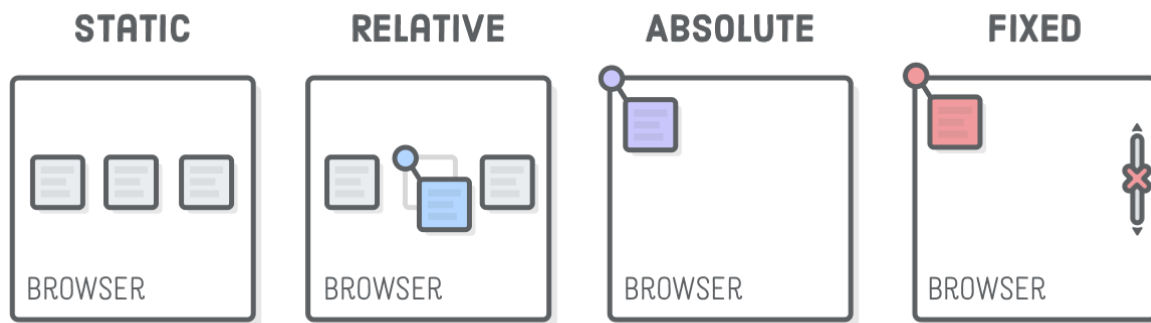 STATIC
RELATIVE
ABSOLUTE
FIXED
BROWSER
BROWSER
BROWSER
BROWSER